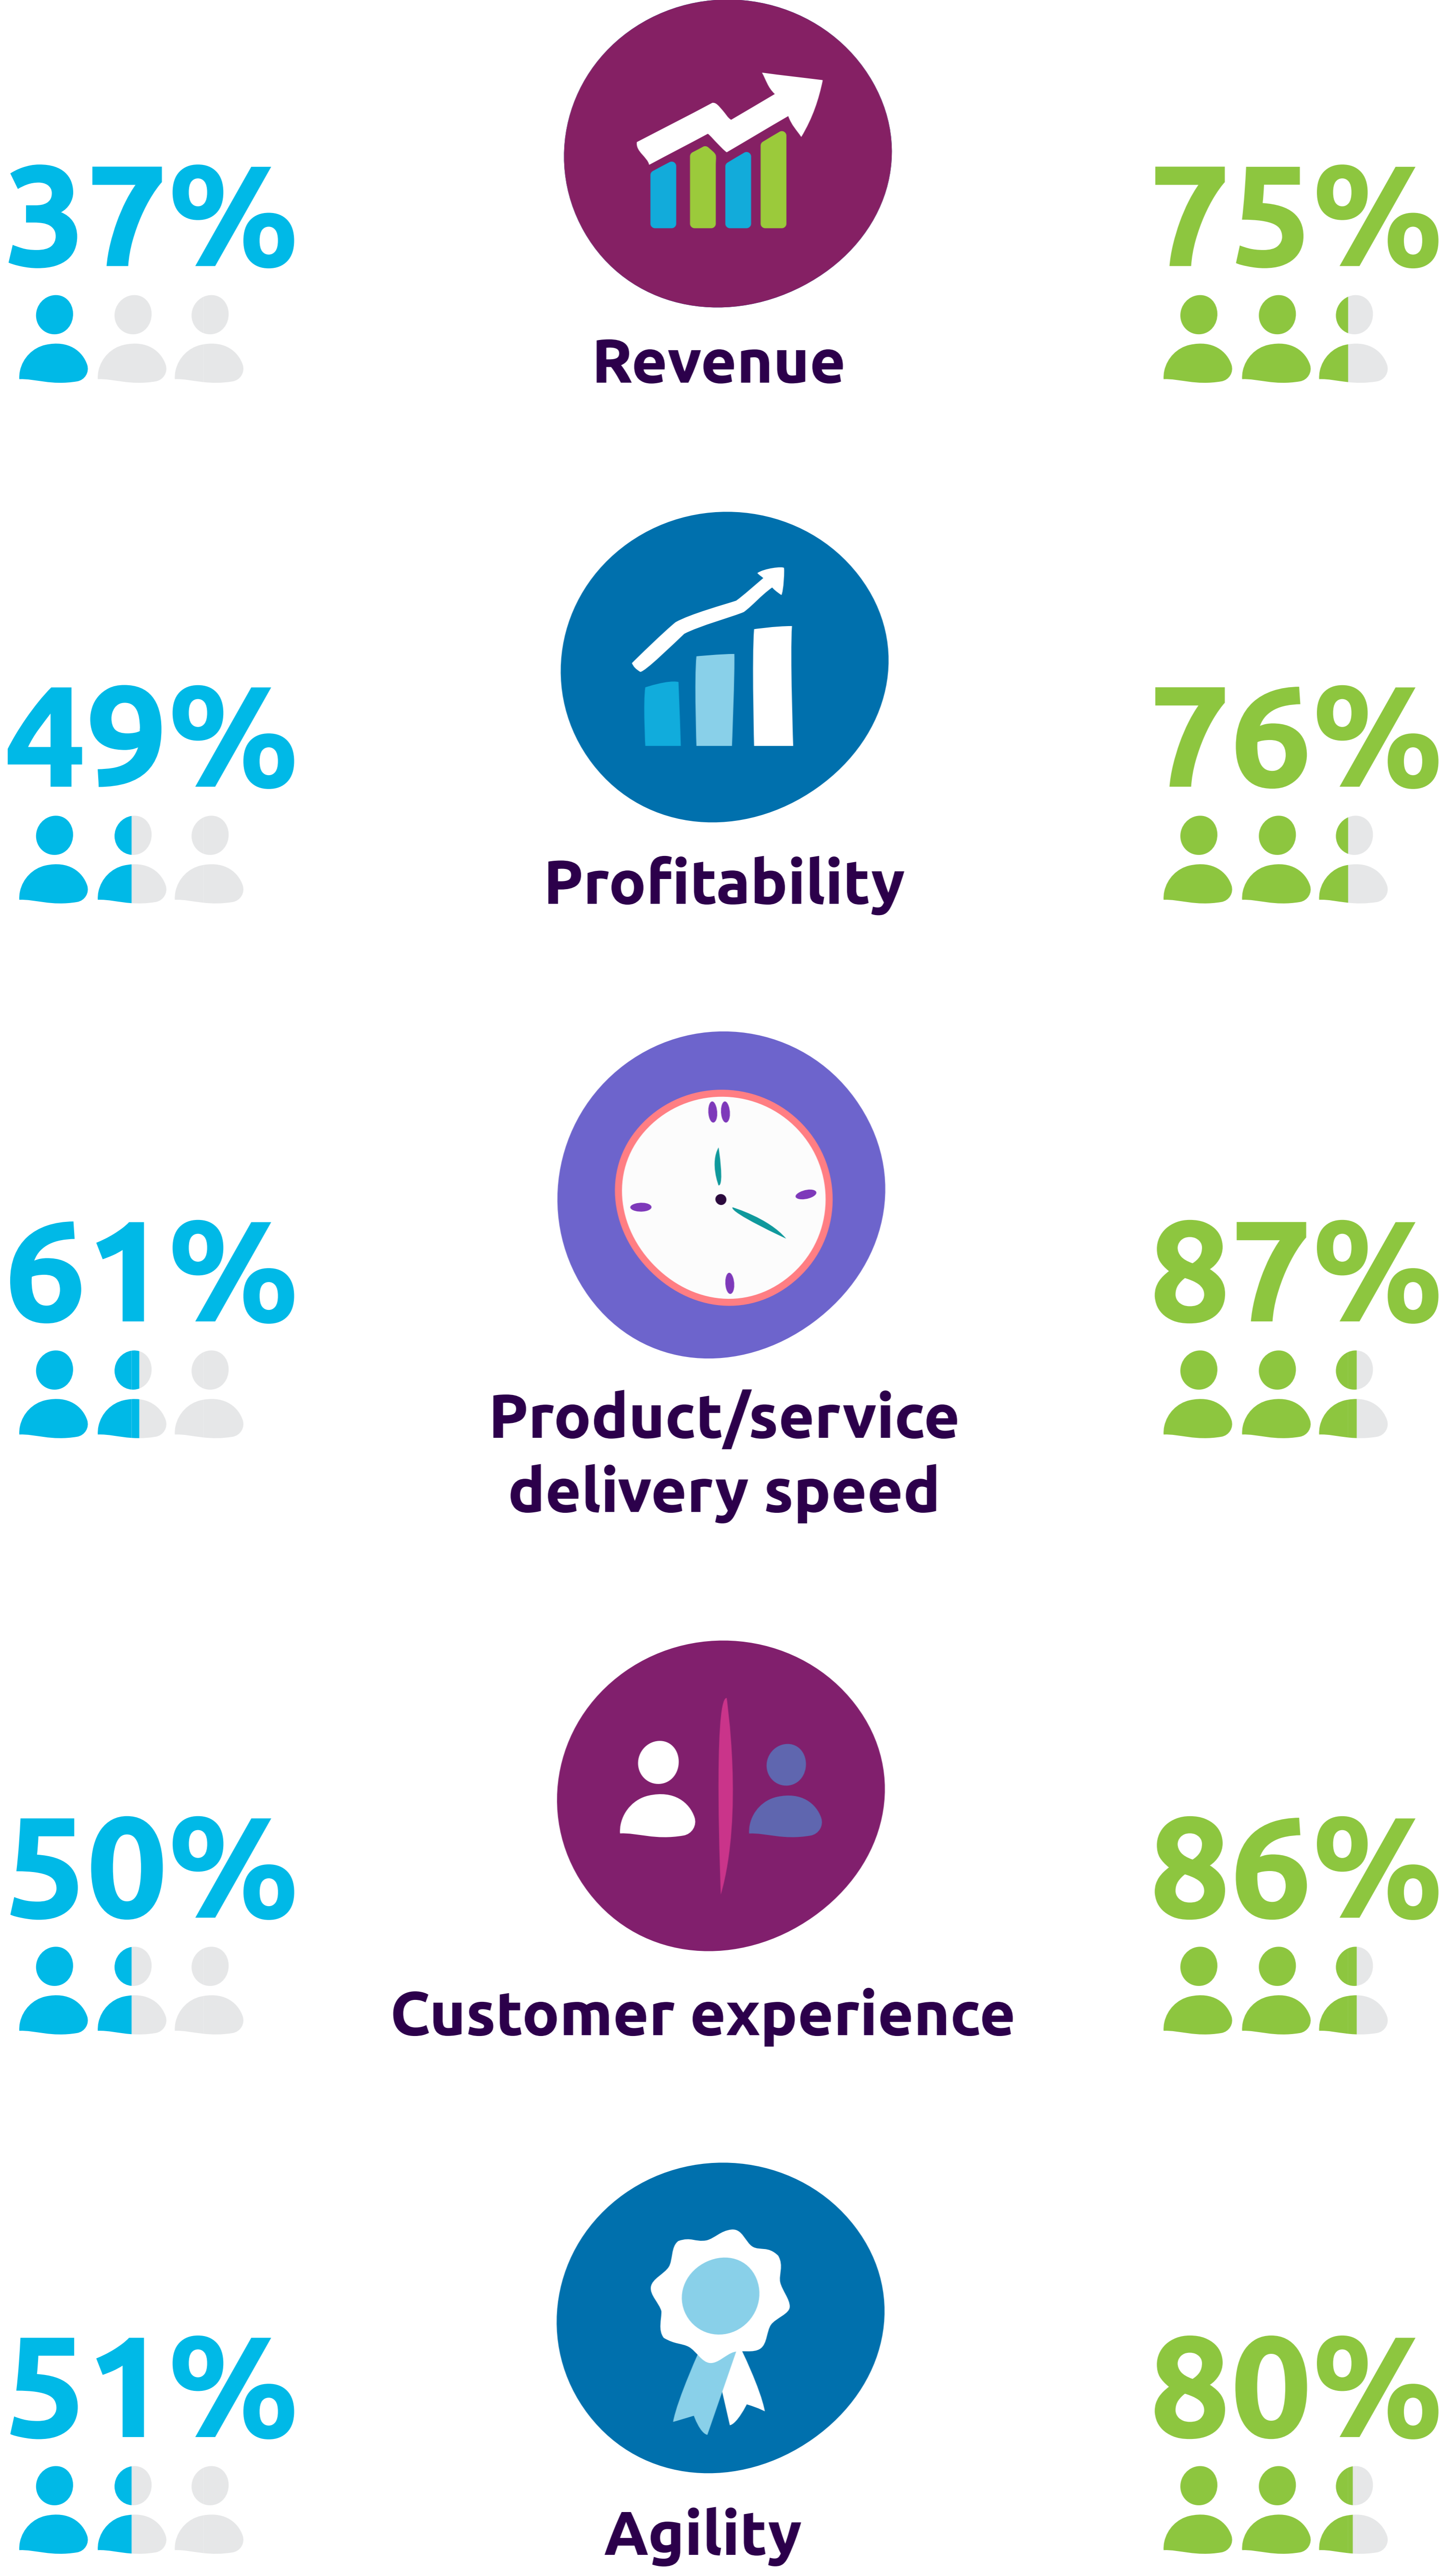 37%
75%
Revenue
49%
76%
Profitability
61%
87%
Product/service
delivery speed
50%
86%
Customer experience
51%
80%
Agility